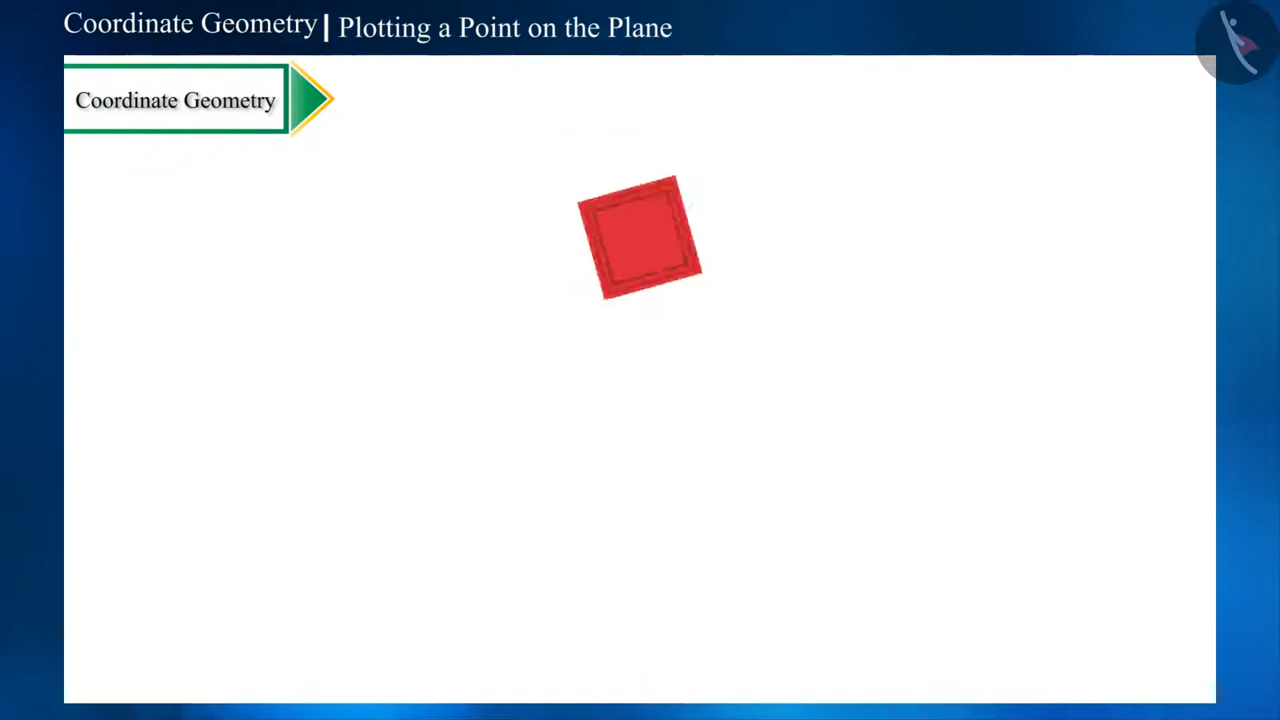 Coordinate Geometry | Plotting a Point on the Plane
Coordinate Geometry